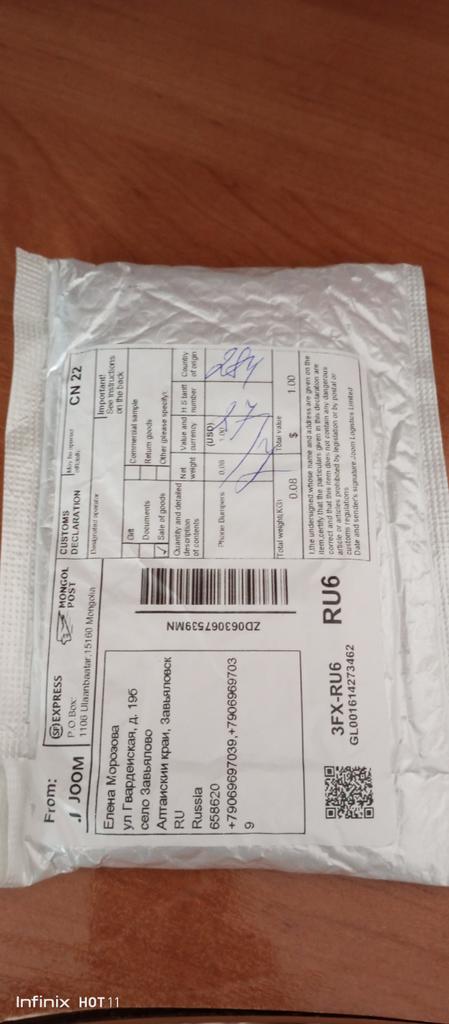 From:
JOOM
SF EXPRESS
P.O.Box:
1106 Ulaanbaatar,15160 Mongolia
MONGOL
POST
Елена Морозова
ул Гвардейская, д. 195
село Завьялово
Алтайский край, Завьяловск
RU
Russia
658620
+79069697039,+7906969703
9
ZD063067539MN
3FX-RU6
GL001614273462
RU6
CUSTOMS
DECLARATION
May be opened
officially
CN 22
Designated operator
Important!
See instructions
on the back
Gift
Commercial sample
Documents
Return goods
✓ Sale of goods
Other (please specify):
Quantity and detailed
description
of contents
Net
weight
Value and
currency
(USD)
H.S tariff
number
Country
of origin
Phone Bumpers 0.08 1.00
284
87/
Total weight(KG)
Total value
0.08 $ 1.00
I,the undersigned whose name and address are given on the
item,certify that the particulars given in this declaration are
correct and that this item does not contain any dangerous
article or articles prohibited by legislation or by postal or
customs regulations.
Date and sender's signature Joom Logistics Limited
Infinix HOT 11